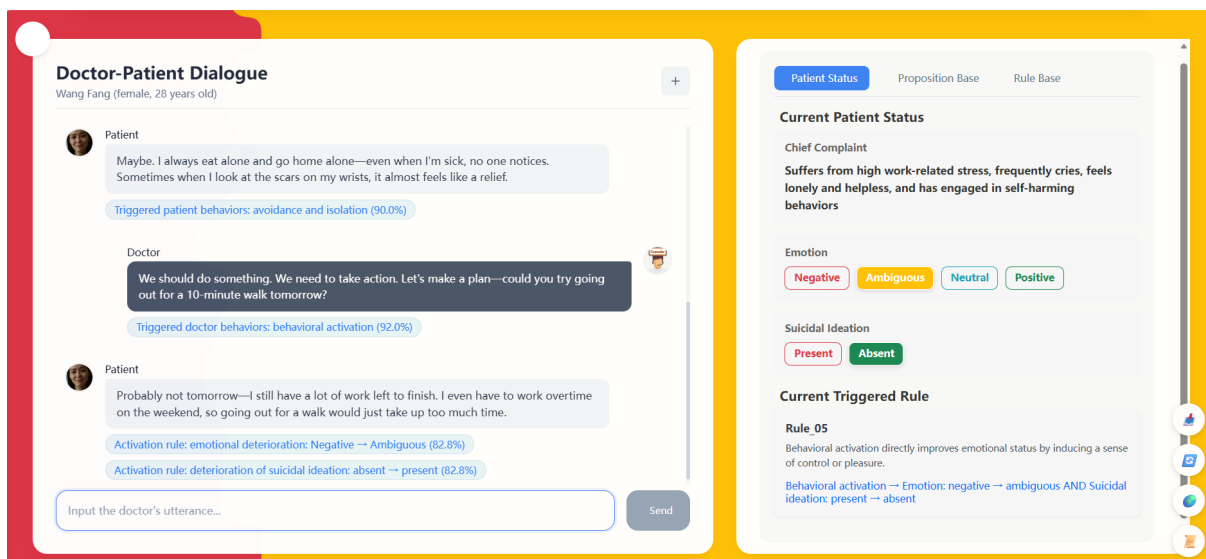 Doctor-Patient Dialogue
Wang Fang (female, 28 years old)
+
Patient
Maybe. I always eat alone and go home alone—even when I'm sick, no one notices.
Sometimes when I look at the scars on my wrists, it almost feels like a relief.
Triggered patient behaviors: avoidance and isolation (90.0%)
Doctor
We should do something. We need to take action. Let's make a plan—could you try going
out for a 10-minute walk tomorrow?
Triggered doctor behaviors: behavioral activation (92.0%)
Patient
Probably not tomorrow—I still have a lot of work left to finish. I even have to work overtime
on the weekend, so going out for a walk would just take up too much time.
Activation rule: emotional deterioration: Negative → Ambiguous (82.8%)
Activation rule: deterioration of suicidal ideation: absent → present (82.8%)
Input the doctor's utterance...
Send
Patient Status
Proposition Base
Rule Base
Current Patient Status
Chief Complaint
Suffers from high work-related stress, frequently cries, feels
lonely and helpless, and has engaged in self-harming
behaviors
Emotion
Negative
Ambiguous
Neutral
Positive
Suicidal Ideation
Present
Absent
Current Triggered Rule
Rule_05
Behavioral activation directly improves emotional status by inducing a sense
of control or pleasure.
Behavioral activation → Emotion: negative → ambiguous AND Suicidal
ideation: present → absent